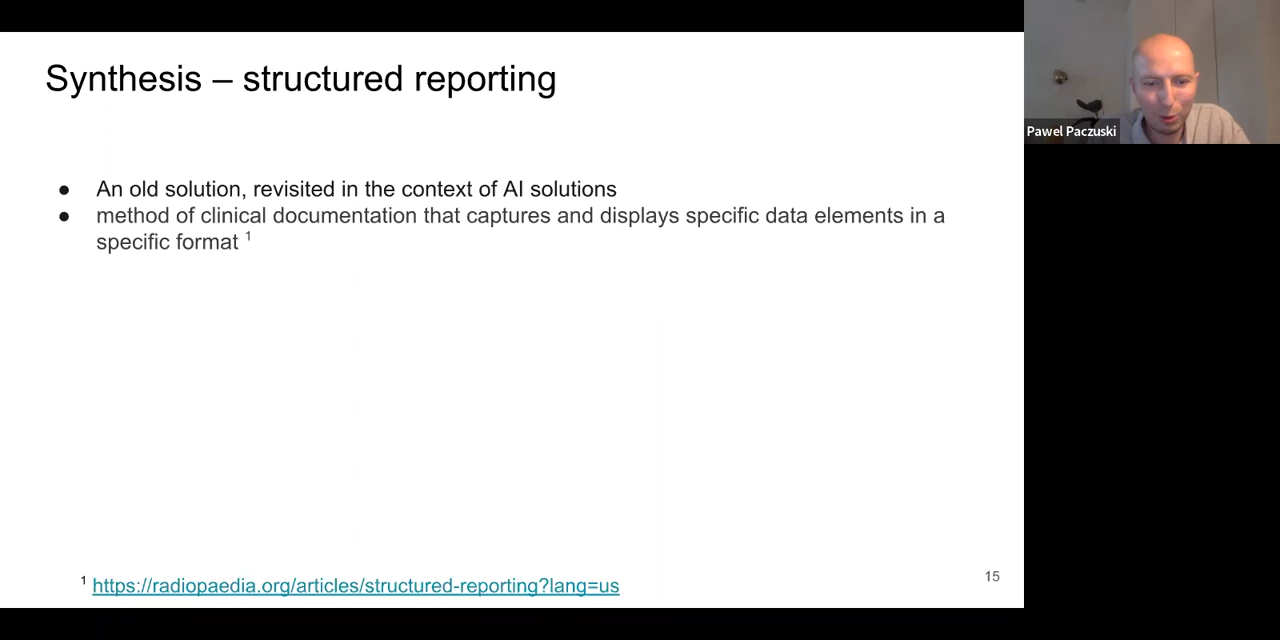 Synthesis – structured reporting
● An old solution, revisited in the context of AI solutions
● method of clinical documentation that captures and displays specific data elements in a
specific format ¹
¹ https://radiopaedia.org/articles/structured-reporting?lang=us
15
Pawel Paczuski